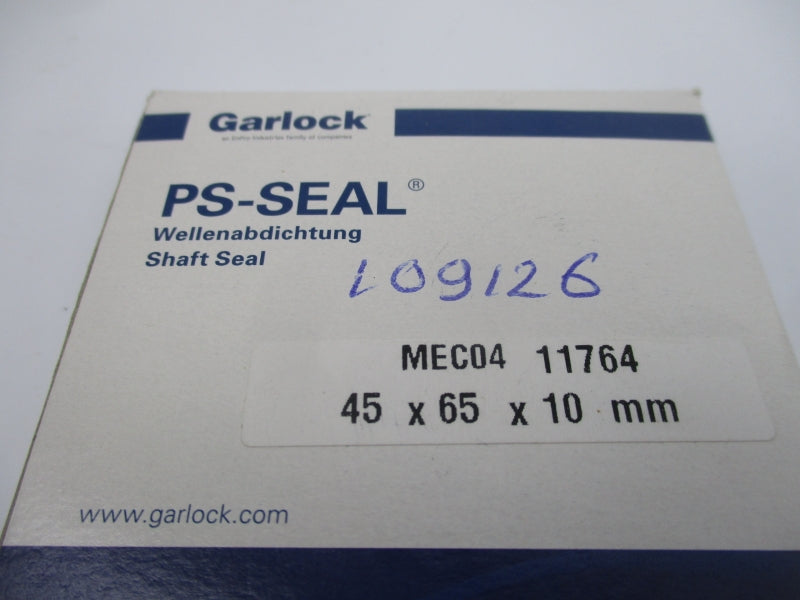 Garlock
an EnPro Industries family of companies
PS-SEAL®
Wellenabdichtung
Shaft Seal
109126
MEC04 11764
45 x 65 x 10 mm
www.garlock.com